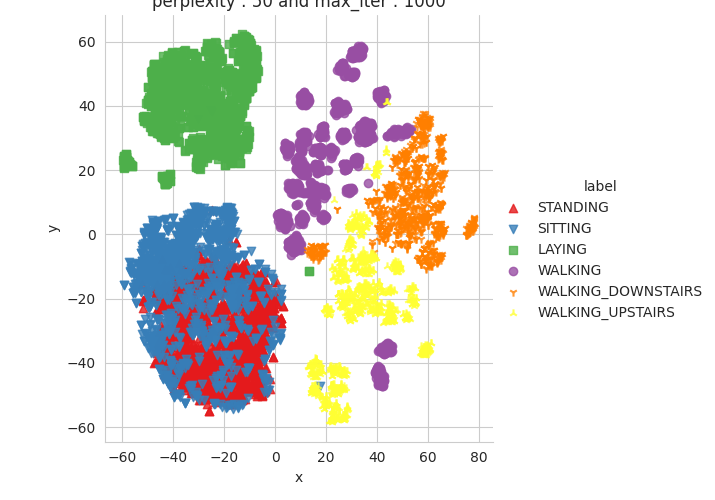 perplexity : 50 and max_iter : 1000
60
40
20
0
−20
−40
−60
y
−60 −40 −20 0 20 40 60 80
x
label
STANDING
SITTING
LAYING
WALKING
WALKING_DOWNSTAIRS
WALKING_UPSTAIRS